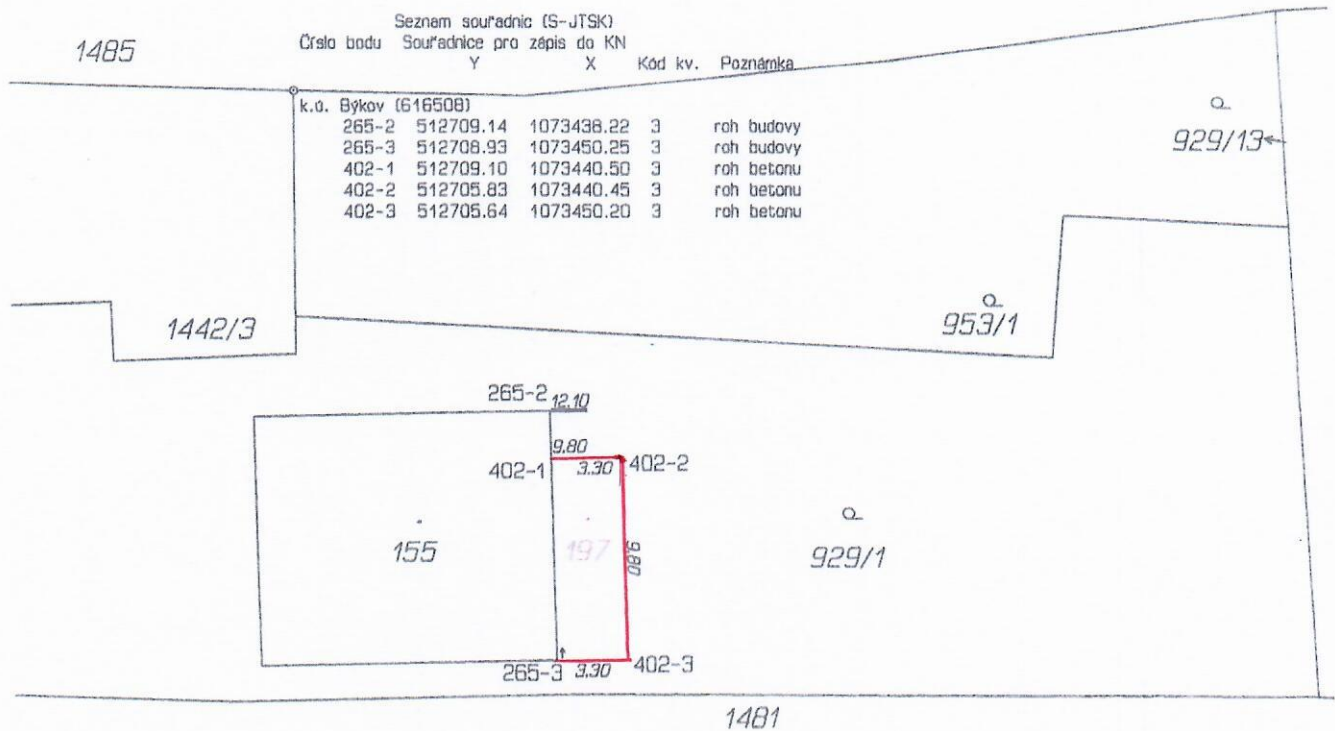 Seznam souřadnic (S-JTSK)
Číslo bodu Souřadnice pro zápis do KN
Y X Kód kv. Poznámka
1485
k.ú. Býkov (616508)
265-2 512709.14 1073438.22 3 roh budovy
265-3 512708.93 1073450.25 3 roh budovy
402-1 512709.10 1073440.50 3 roh betonu
402-2 512705.83 1073440.45 3 roh betonu
402-3 512705.64 1073450.20 3 roh betonu
929/13
1442/3
953/1
265-2 12.10
9.80
402-1 3.30 402-2
155
197
9.80
929/1
265-3 3.30 402-3
1481